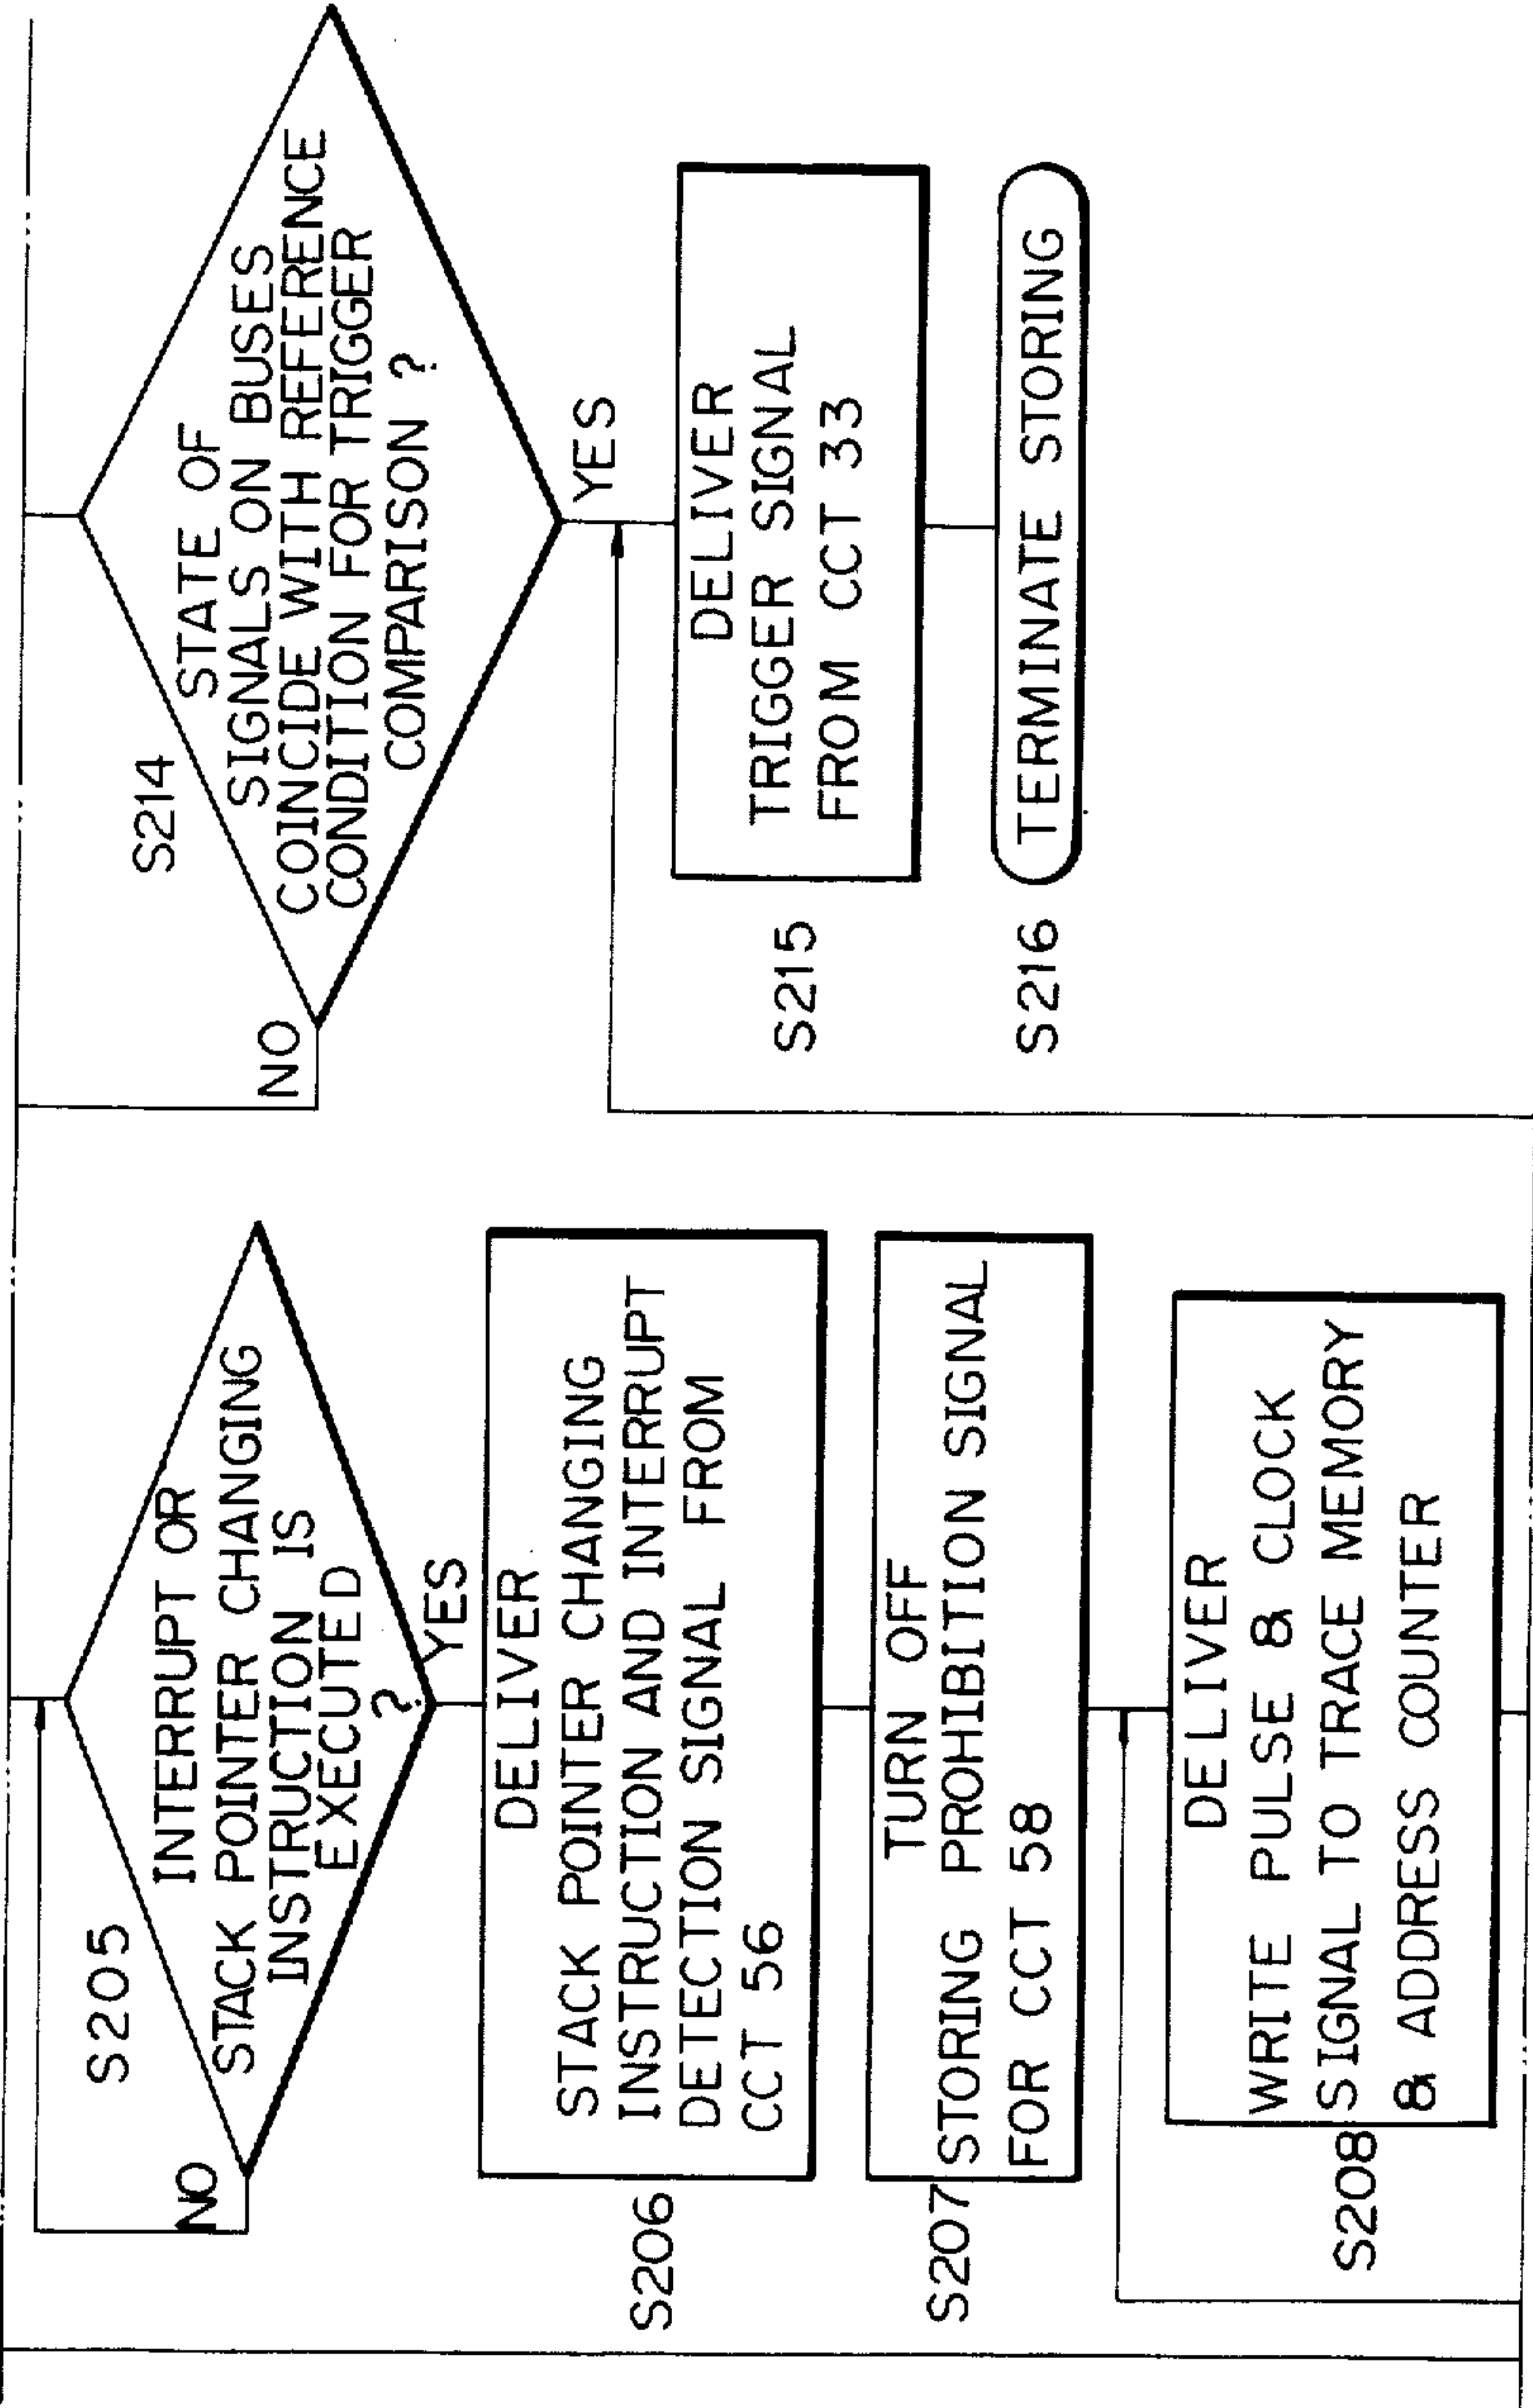 S205
INTERRUPT OR
STACK POINTER CHANGING
INSTRUCTION IS
EXECUTED
?
NO
YES
S206
DELIVER
STACK POINTER CHANGING
INSTRUCTION AND INTERRUPT
DETECTION SIGNAL FROM
CCT 56
S207
TURN OFF
STORING PROHIBITION SIGNAL
FOR CCT 58
S208
DELIVER
WRITE PULSE & CLOCK
SIGNAL TO TRACE MEMORY
& ADDRESS COUNTER
S214
STATE OF
SIGNALS ON BUSES
COINCIDE WITH REFERENCE
CONDITION FOR TRIGGER
COMPARISON ?
NO
YES
S215
DELIVER
TRIGGER SIGNAL
FROM CCT 33
S216
TERMINATE STORING